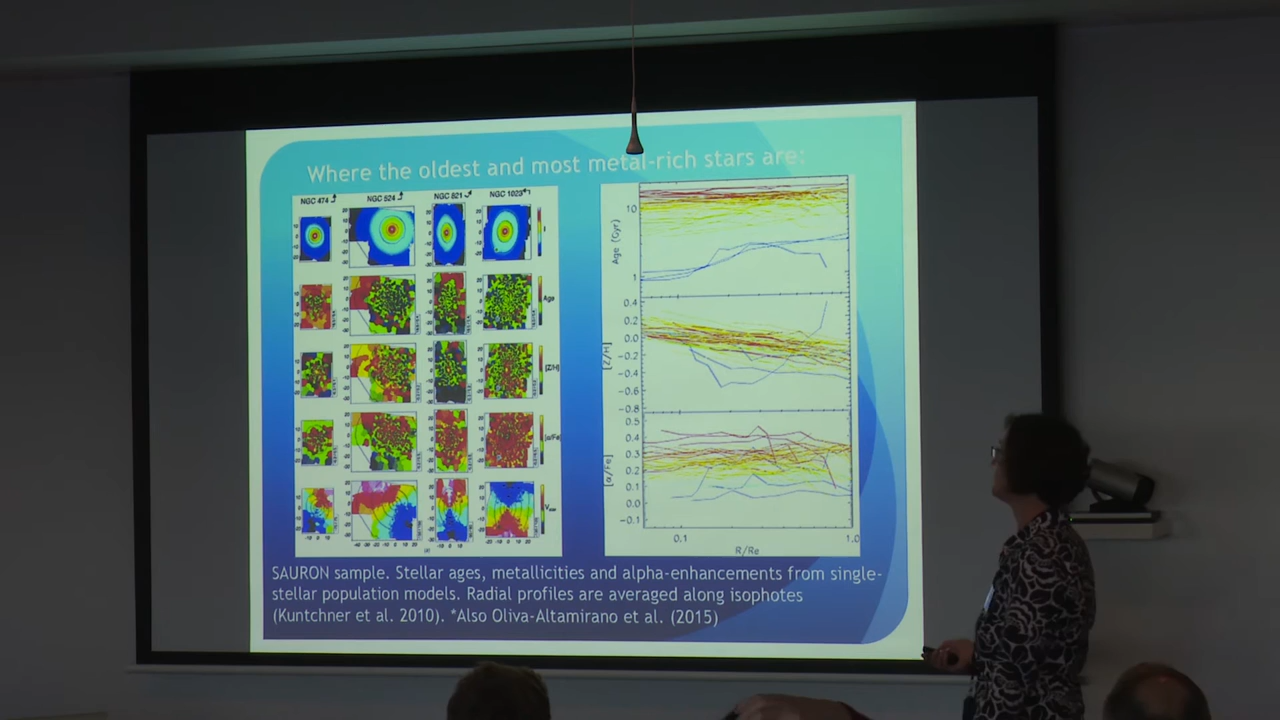 Where the oldest and most metal-rich stars are:
NGC 474 NGC 524 NGC 821 NGC 1023
Age
[Z/H]
[α/Fe]
Age (Gyr)
10
1
[Z/H]
0.4
0.2
0.0
-0.2
-0.4
-0.6
-0.8
[α/Fe]
0.5
0.4
0.3
0.2
0.1
0.0
-0.1
0.1 1.0
R/Re
SAURON sample. Stellar ages, metallicities and alpha-enhancements from single-
stellar population models. Radial profiles are averaged along isophotes
(Kuntchner et al. 2010). *Also Oliva-Altamirano et al. (2015)